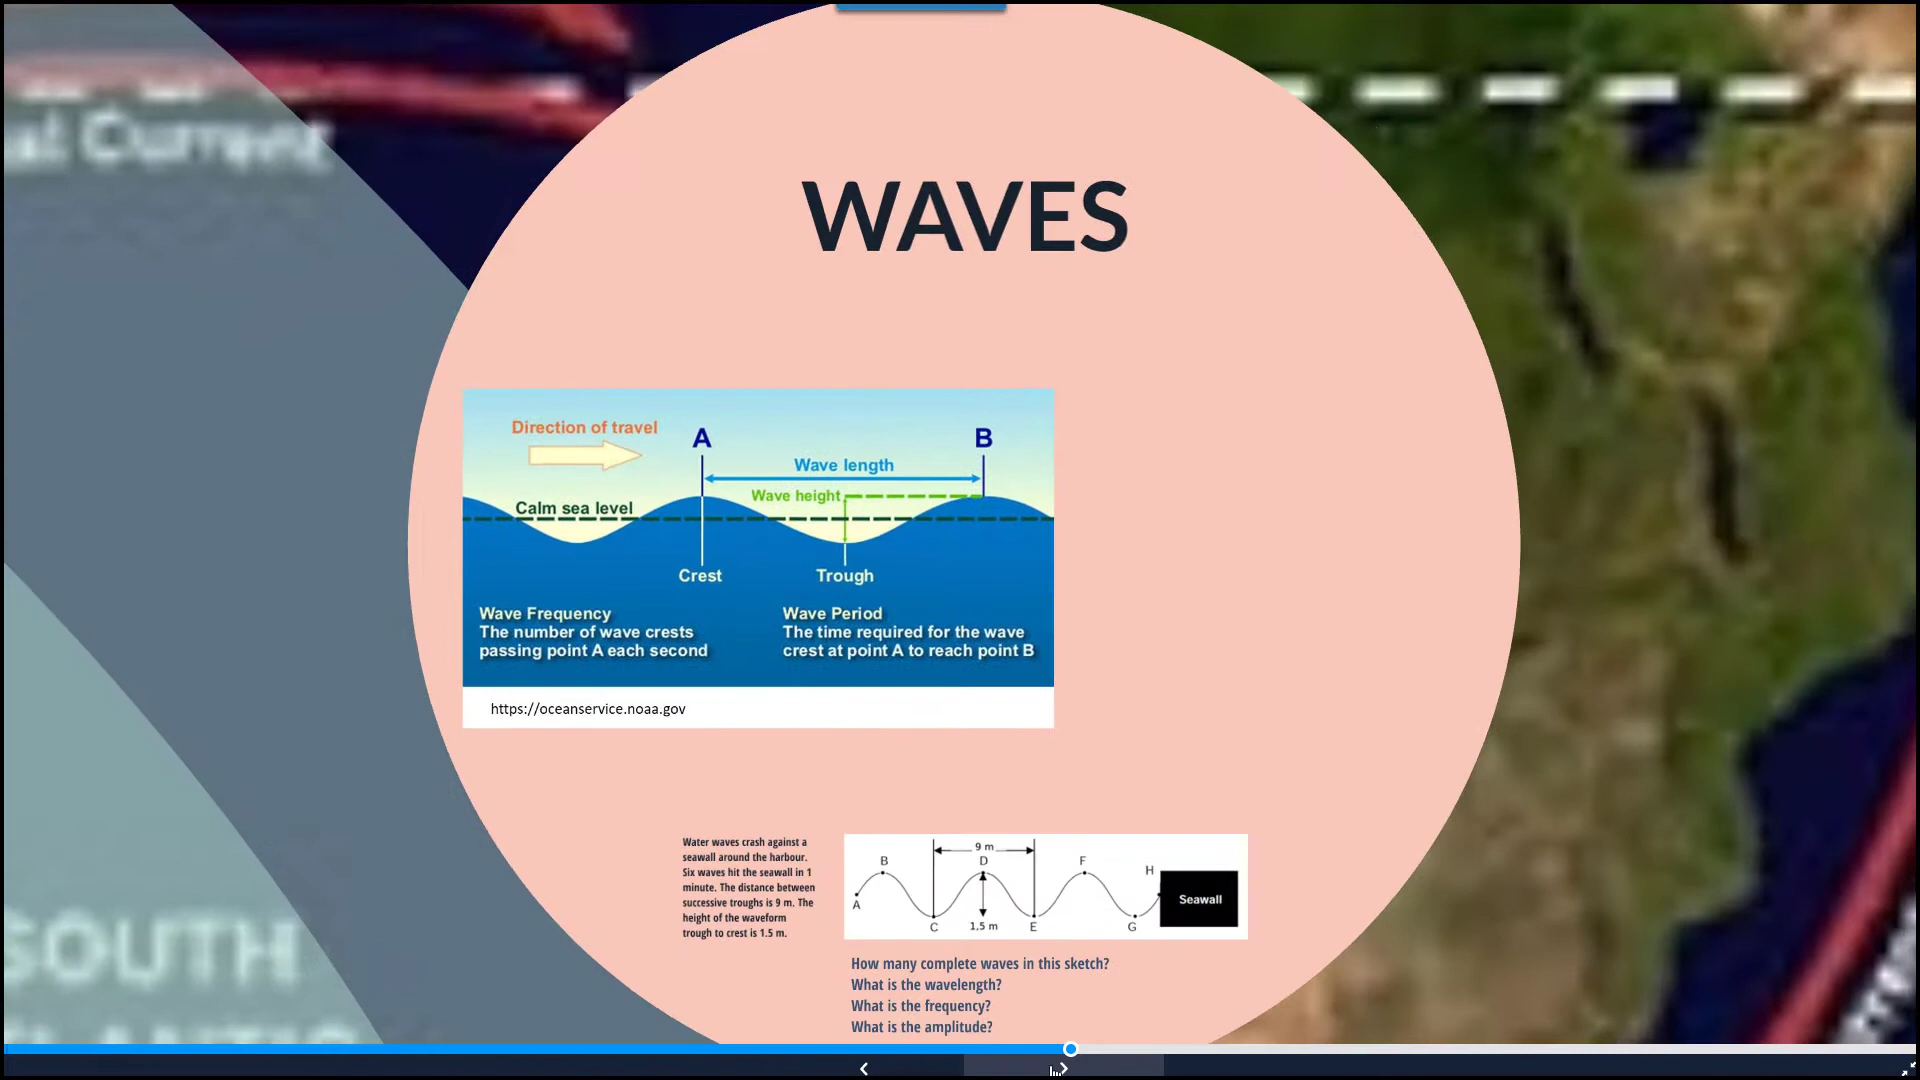 al Current
WAVES
Direction of travel
A
B
Wave length
Wave height
Calm sea level
Crest
Trough
Wave Frequency
The number of wave crests
passing point A each second
Wave Period
The time required for the wave
crest at point A to reach point B
https://oceanservice.noaa.gov
Water waves crash against a
seawall around the harbour.
Six waves hit the seawall in 1
minute. The distance between
successive troughs is 9 m. The
height of the waveform
trough to crest is 1.5 m.
9 m
B
D
F
H
A
Seawall
C
1,5 m
E
G
How many complete waves in this sketch?
What is the wavelength?
What is the frequency?
What is the amplitude?
SOUTH